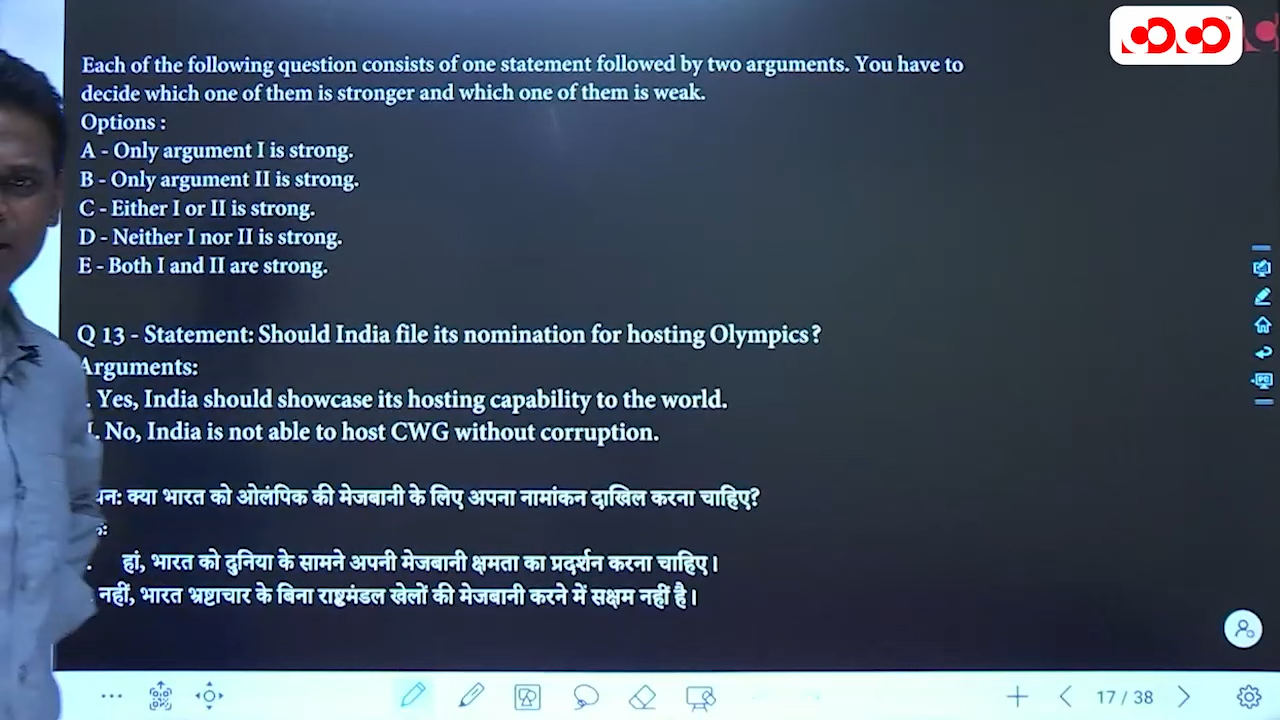 Each of the following question consists of one statement followed by two arguments. You have to
decide which one of them is stronger and which one of them is weak.
Options :
A - Only argument I is strong.
B - Only argument II is strong.
C - Either I or II is strong.
D - Neither I nor II is strong.
E - Both I and II are strong.
Q 13 - Statement: Should India file its nomination for hosting Olympics?
Arguments:
. Yes, India should showcase its hosting capability to the world.
I. No, India is not able to host CWG without corruption.
क्या भारत को ओलंपिक की मेजबानी के लिए अपना नामांकन दाखिल करना चाहिए?
. हां, भारत को दुनिया के सामने अपनी मेजबानी क्षमता का प्रदर्शन करना चाहिए।
. नहीं, भारत भ्रष्टाचार के बिना राष्ट्रमंडल खेलों की मेजबानी करने में सक्षम नहीं है।
17 / 38